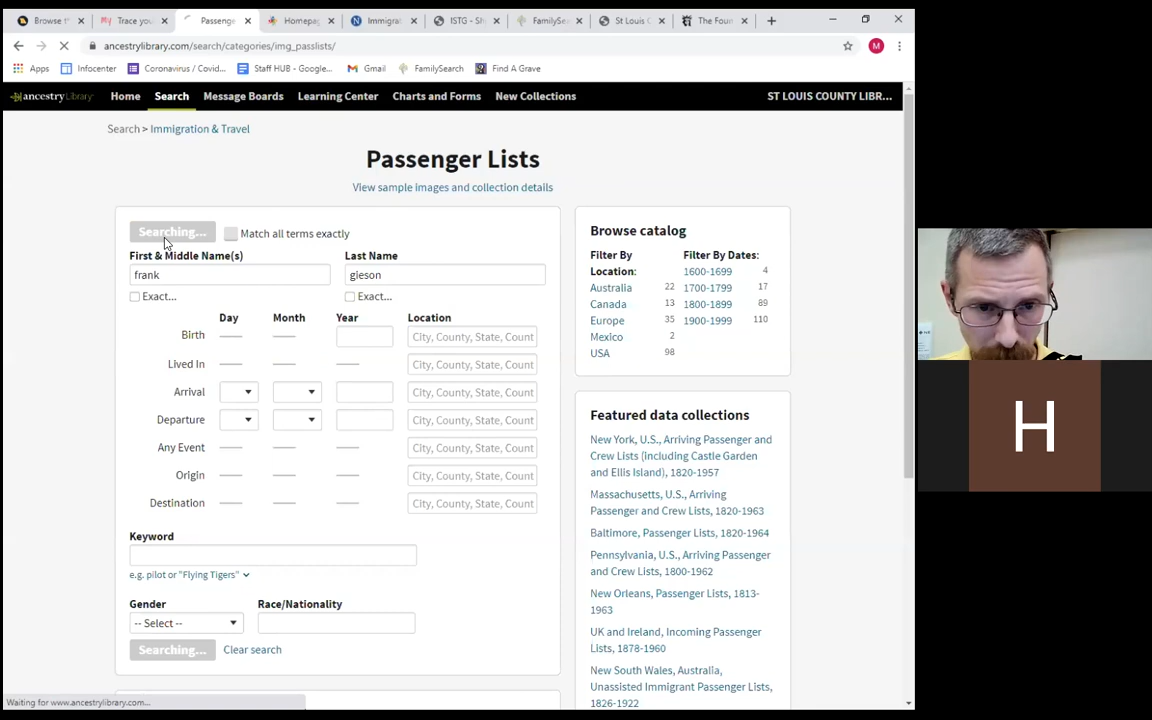 Browse t
Trace you
Passenge
Homepag
Immigrat
ISTG - Sh
FamilySea
St Louis C
The Foun
ancestrylibrary.com/search/categories/img_passlists/
M
Apps
Infocenter
Coronavirus / Covid...
Staff HUB - Google...
Gmail
FamilySearch
Find A Grave
ancestryLibrary
Home Search Message Boards Learning Center Charts and Forms New Collections
ST LOUIS COUNTY LIBR...
Search > Immigration & Travel
Passenger Lists
View sample images and collection details
Searching...
Match all terms exactly
First & Middle Name(s) Last Name
frank gieson
Exact... Exact...
Day Month Year Location
Birth City, County, State, Count
Lived In City, County, State, Count
Arrival City, County, State, Count
Departure City, County, State, Count
Any Event City, County, State, Count
Origin City, County, State, Count
Destination City, County, State, Count
Keyword
e.g. pilot or "Flying Tigers"
Gender Race/Nationality
-- Select --
Searching... Clear search
Browse catalog
Filter By Filter By Dates:
Location: 1600-1699 4
Australia 22 1700-1799 17
Canada 13 1800-1899 89
Europe 35 1900-1999 110
Mexico 2
USA 98
Featured data collections
New York, U.S., Arriving Passenger and
Crew Lists (including Castle Garden
and Ellis Island), 1820-1957
Massachusetts, U.S., Arriving
Passenger and Crew Lists, 1820-1963
Baltimore, Passenger Lists, 1820-1964
Pennsylvania, U.S., Arriving Passenger
and Crew Lists, 1800-1962
New Orleans, Passenger Lists, 1813-
1963
UK and Ireland, Incoming Passenger
Lists, 1878-1960
New South Wales, Australia,
Unassisted Immigrant Passenger Lists,
1826-1922
Waiting for www.ancestrylibrary.com...
H